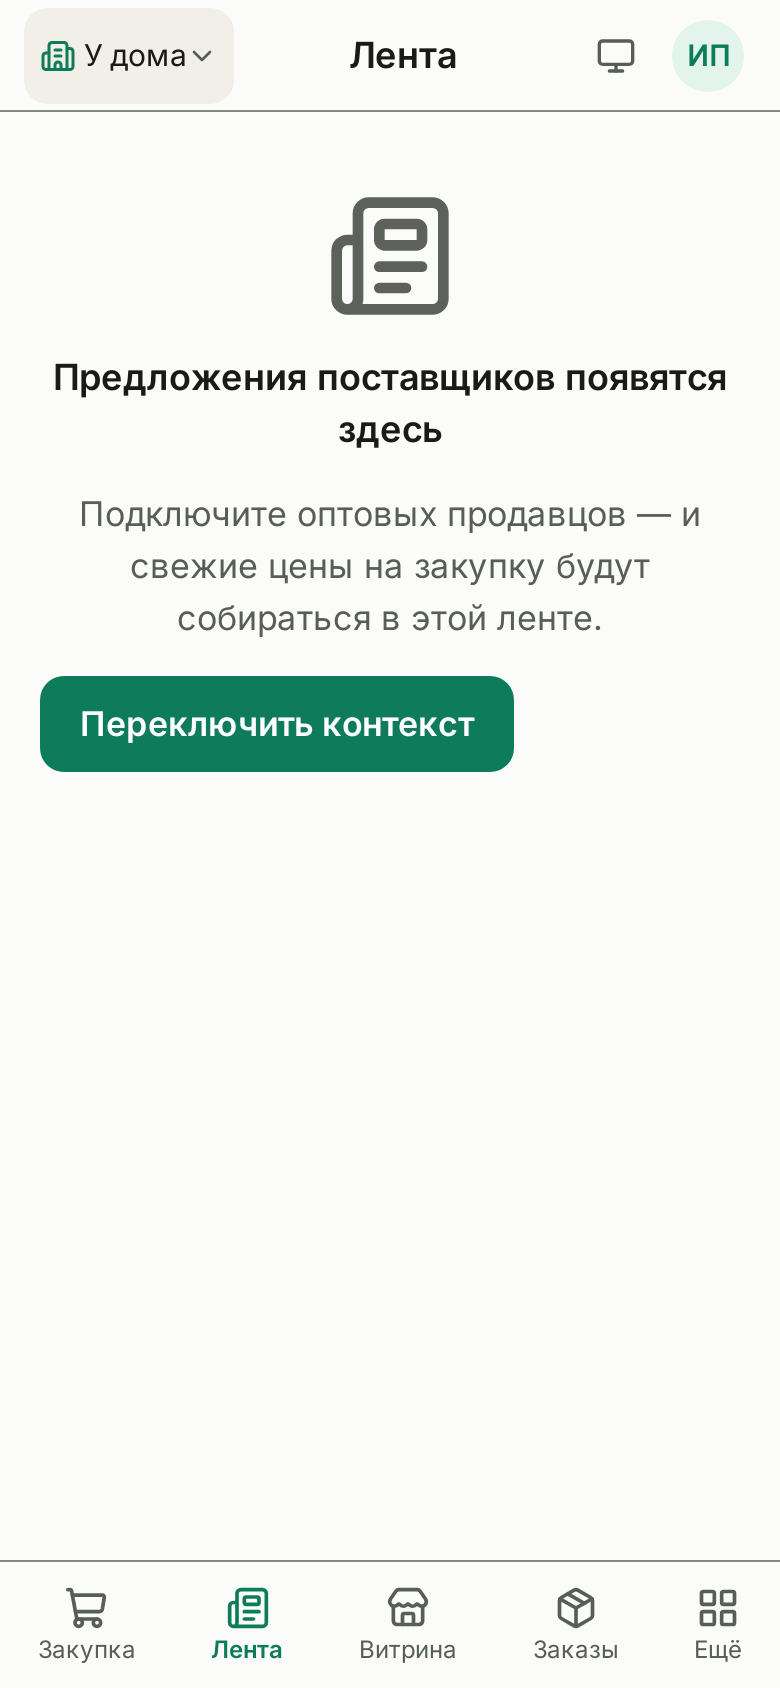 У дома
Лента
ИП
Предложения поставщиков появятся
здесь
Подключите оптовых продавцов — и
свежие цены на закупку будут
собираться в этой ленте.
Переключить контекст
Закупка
Лента
Витрина
Заказы
Ещё